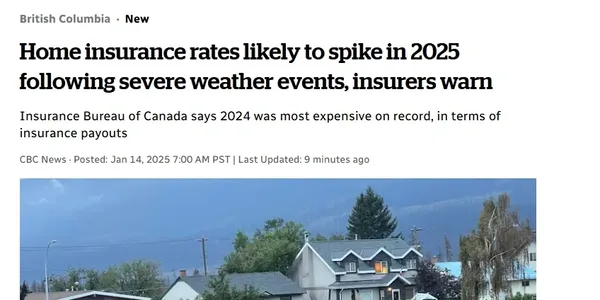 British Columbia · New
Home insurance rates likely to spike in 2025
following severe weather events, insurers warn
Insurance Bureau of Canada says 2024 was most expensive on record, in terms of
insurance payouts
CBC News · Posted: Jan 14, 2025 7:00 AM PST | Last Updated: 9 minutes ago